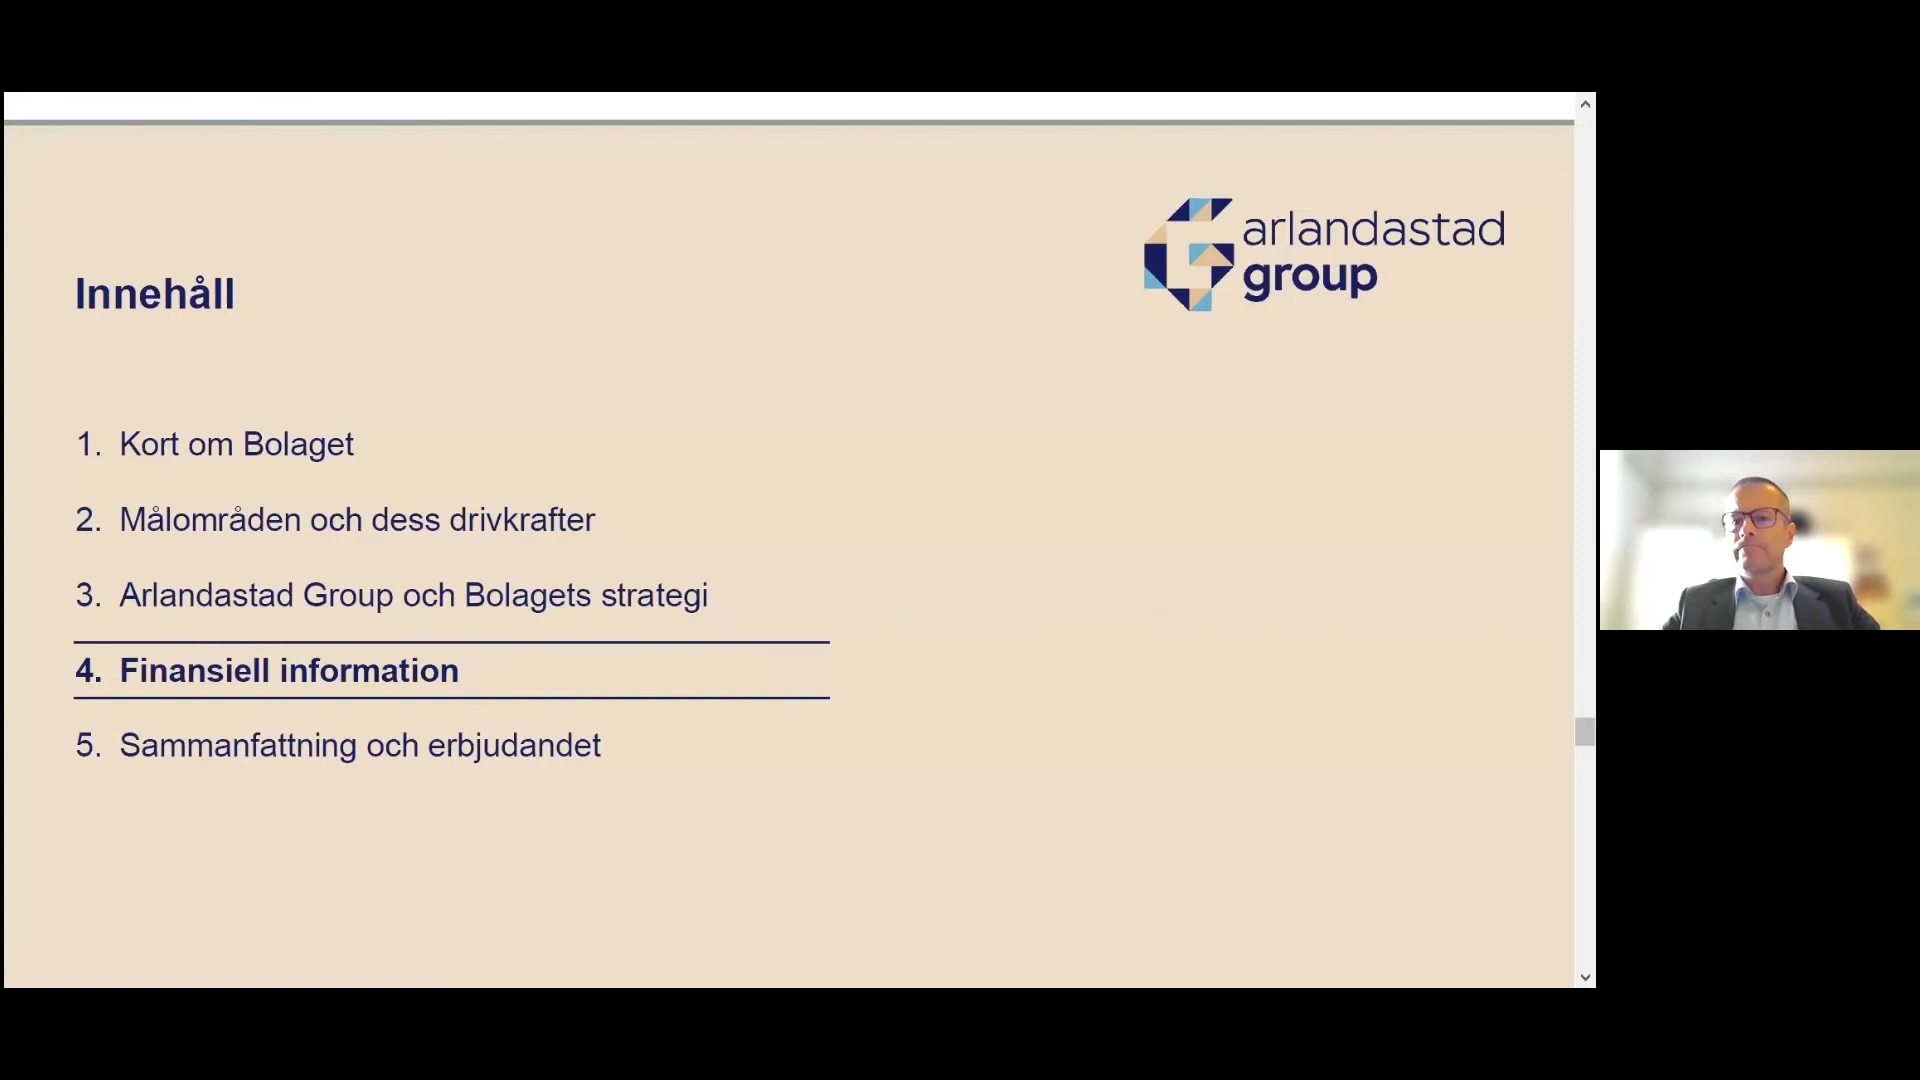 arlandastad
group
Innehåll
1. Kort om Bolaget
2. Målområden och dess drivkrafter
3. Arlandastad Group och Bolagets strategi
4. Finansiell information
5. Sammanfattning och erbjudandet